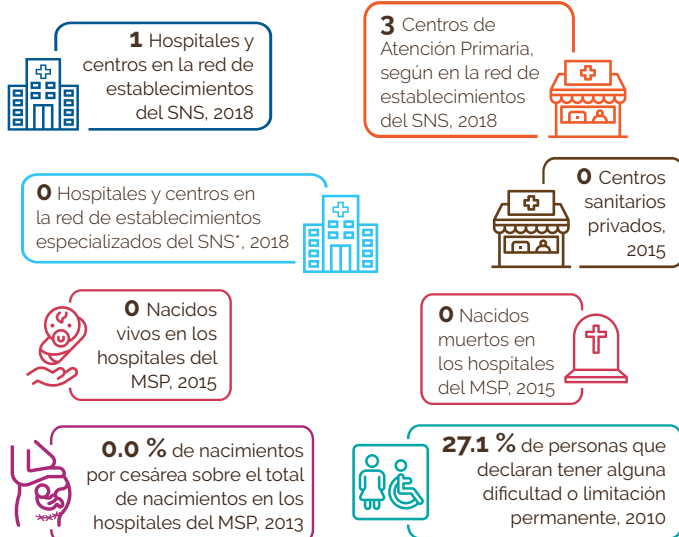 1 Hospitales y
centros en la red de
establecimientos
del SNS, 2018
3 Centros de
Atención Primaria,
según en la red de
establecimientos
del SNS, 2018
0 Hospitales y centros en
la red de establecimientos
especializados del SNS*, 2018
0 Centros
sanitarios
privados,
2015
0 Nacidos
vivos en los
hospitales del
MSP, 2015
0 Nacidos
muertos en
los hospitales
del MSP, 2015
0.0 % de nacimientos
por cesárea sobre el total
de nacimientos en los
hospitales del MSP, 2013
27.1 % de personas que
declaran tener alguna
dificultad o limitación
permanente, 2010